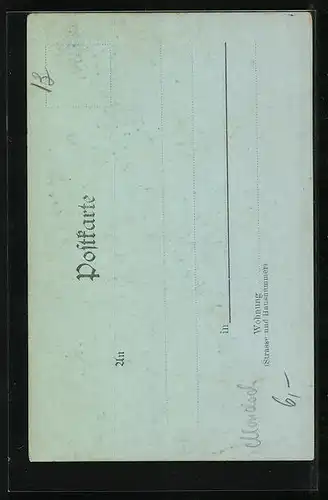 13
Postkarte
An
in
Wohnung
(Strasse und Hausnummer)
6,–